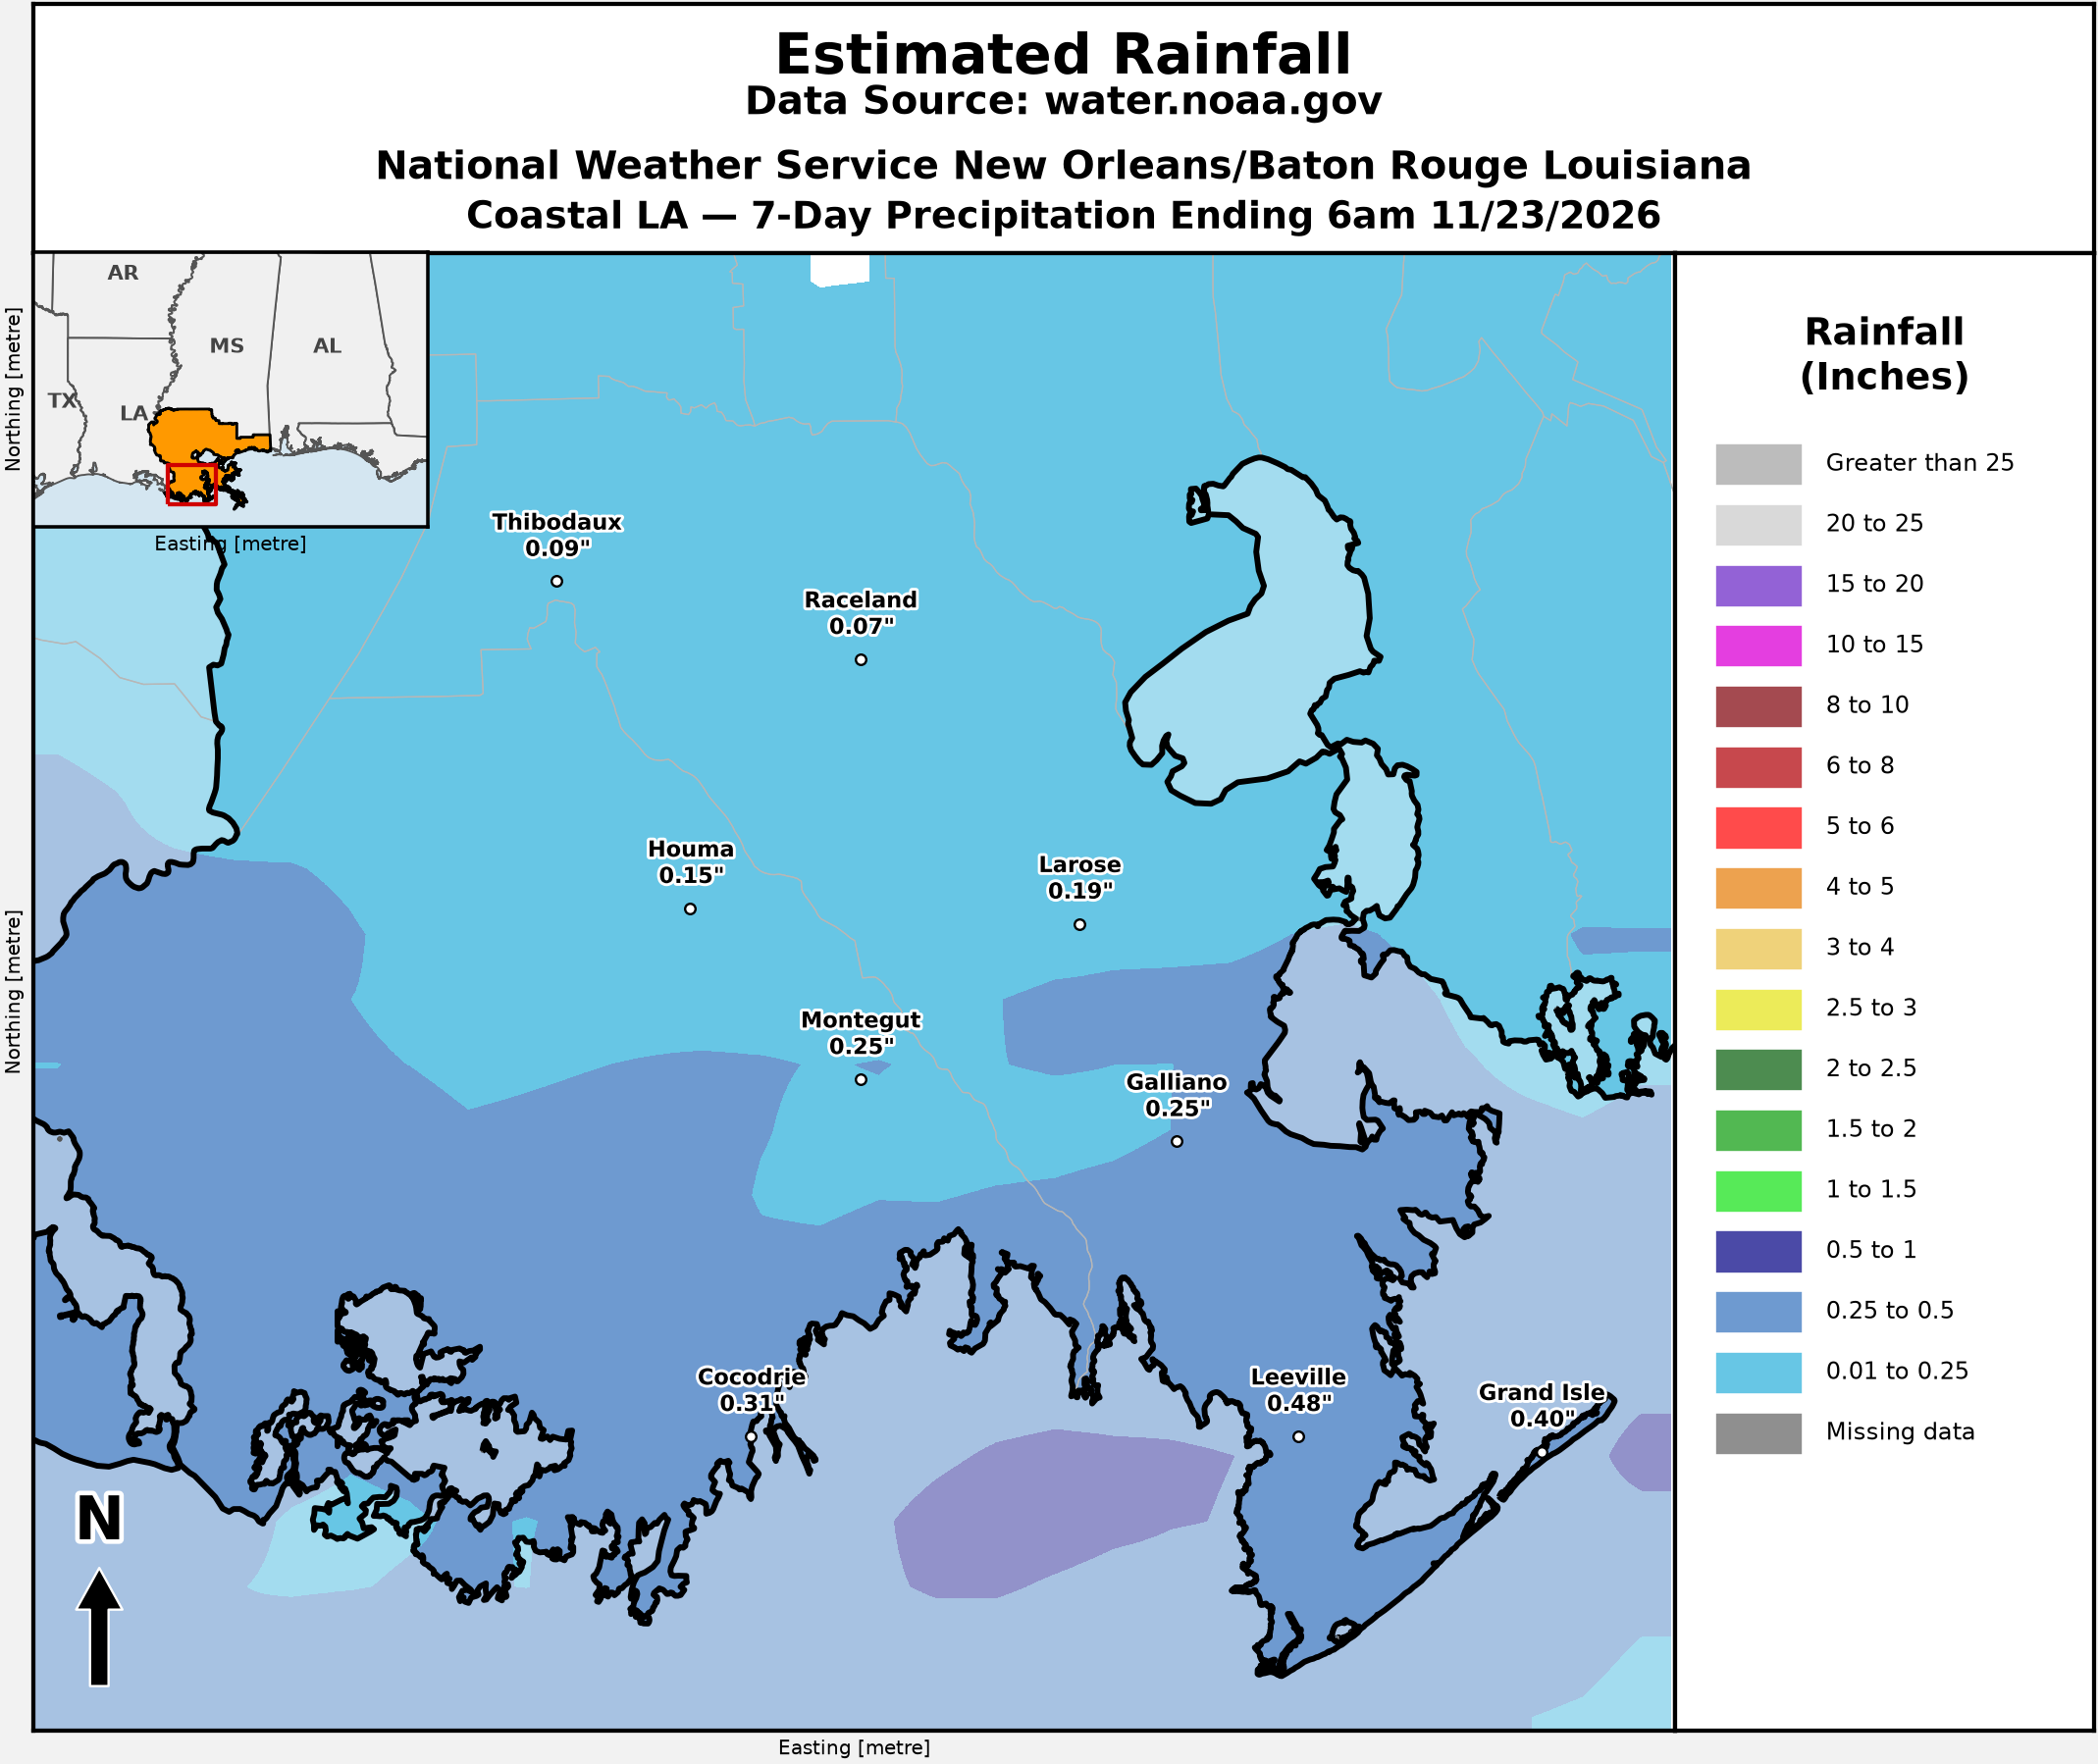 Estimated Rainfall
Data Source: water.noaa.gov
National Weather Service New Orleans/Baton Rouge Louisiana
Coastal LA — 7-Day Precipitation Ending 6am 11/23/2026
Northing [metre]
AR
MS
AL
TX
LA
Easting [metre]
Thibodaux
0.09"
Raceland
0.07"
Houma
0.15"
Larose
0.19"
Northing [metre]
Montegut
0.25"
Galliano
0.25"
Cocodrie
0.31"
Leeville
0.48"
Grand Isle
0.40"
N
Easting [metre]
Rainfall
(Inches)
Greater than 25
20 to 25
15 to 20
10 to 15
8 to 10
6 to 8
5 to 6
4 to 5
3 to 4
2.5 to 3
2 to 2.5
1.5 to 2
1 to 1.5
0.5 to 1
0.25 to 0.5
0.01 to 0.25
Missing data